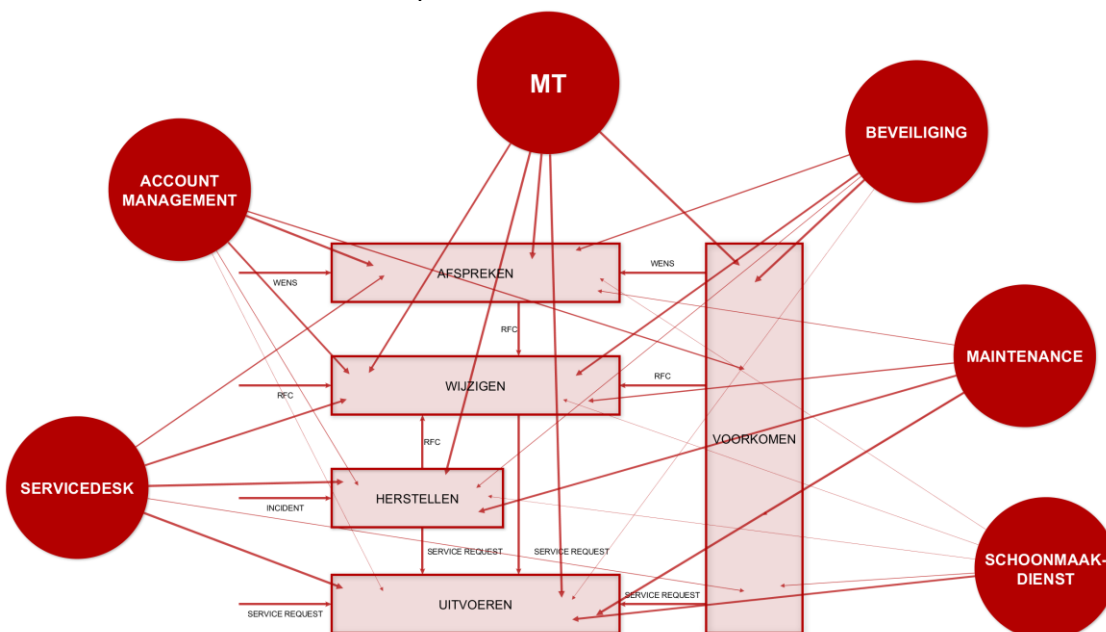 MT
BEVEILIGING
ACCOUNT
MANAGEMENT
AFSPREKEN
WENS
WENS
RFC
MAINTENANCE
WIJZIGEN
RFC
RFC
RFC
VOORKOMEN
SERVICEDESK
HERSTELLEN
INCIDENT
SERVICE REQUEST
SERVICE REQUEST
SCHOONMAAK-
DIENST
UITVOEREN
SERVICE REQUEST
SERVICE REQUEST